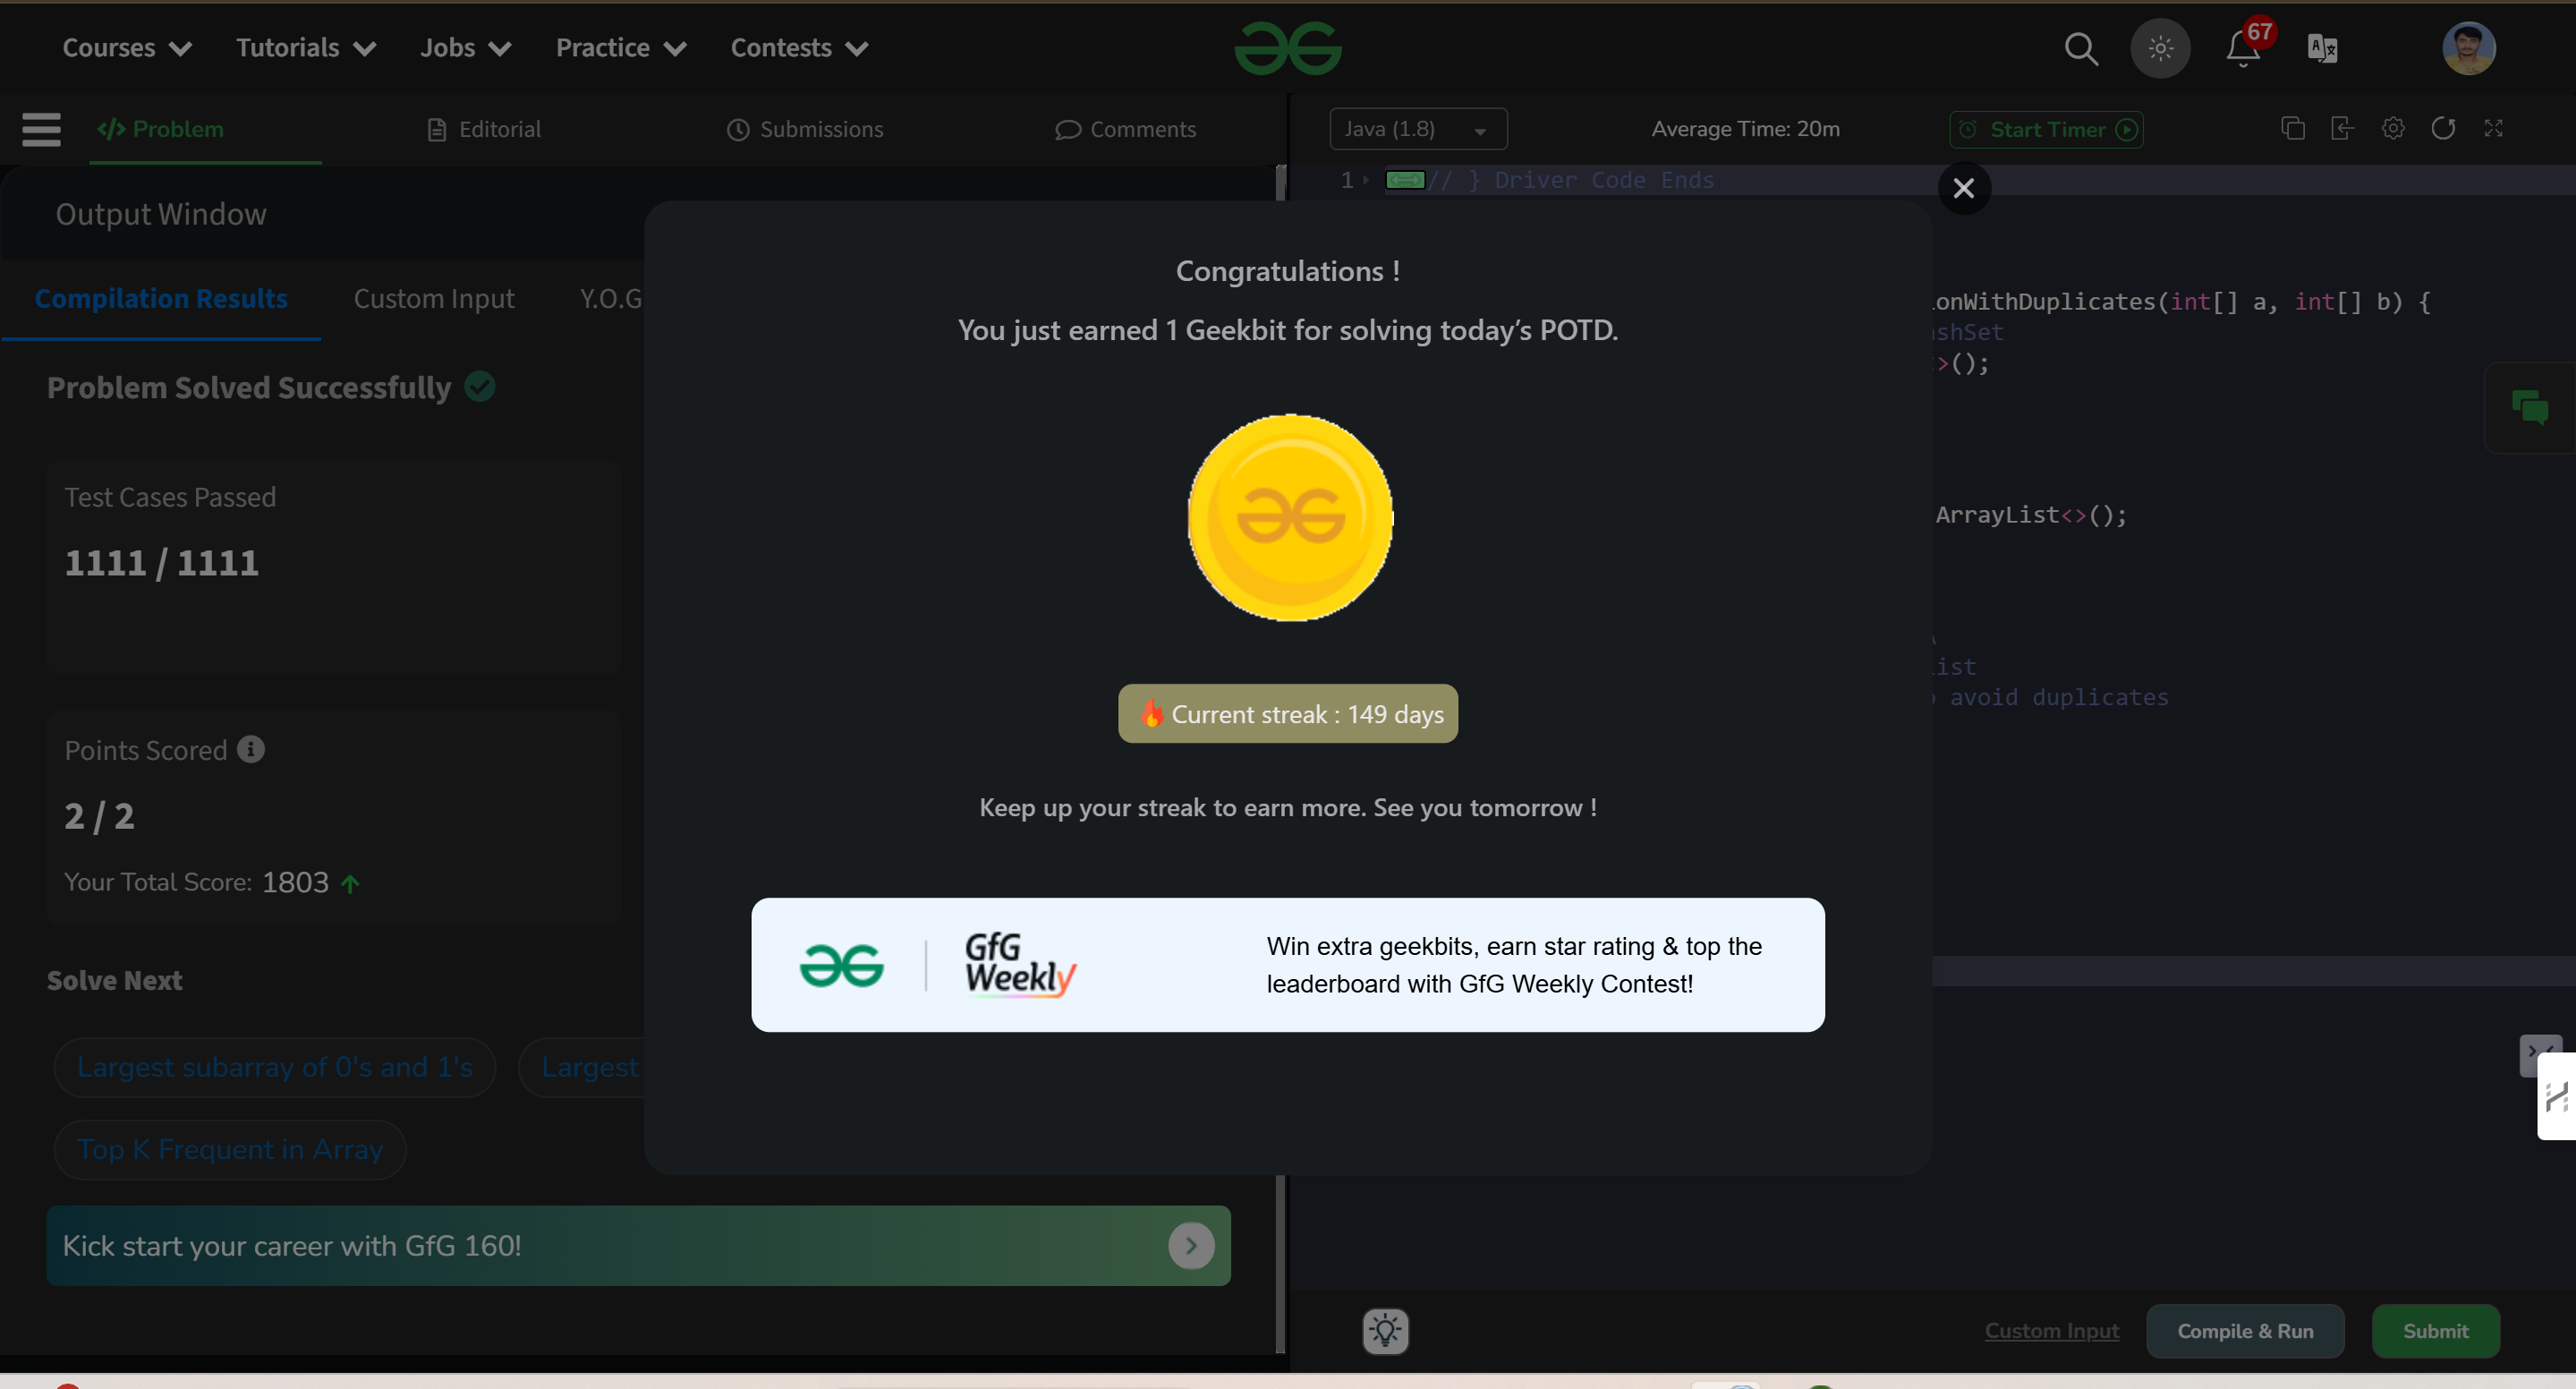 Courses Tutorials Jobs Practice Contests
67
Problem Editorial Submissions Comments
Java (1.8) Average Time: 20m Start Timer
Output Window
Compilation Results Custom Input Y.O.G
Problem Solved Successfully
Test Cases Passed
1111 / 1111
Points Scored
2 / 2
Your Total Score: 1803
Solve Next
Largest subarray of 0's and 1's Largest
Top K Frequent in Array
Kick start your career with GfG 160!
1 // } Driver Code Ends
onWithDuplicates(int[] a, int[] b) {
shSet
>();
ArrayList<>();
ist
avoid duplicates
Congratulations !
You just earned 1 Geekbit for solving today’s POTD.
Current streak : 149 days
Keep up your streak to earn more. See you tomorrow !
GfG
Weekly
Win extra geekbits, earn star rating & top the
leaderboard with GfG Weekly Contest!
Custom Input Compile & Run Submit